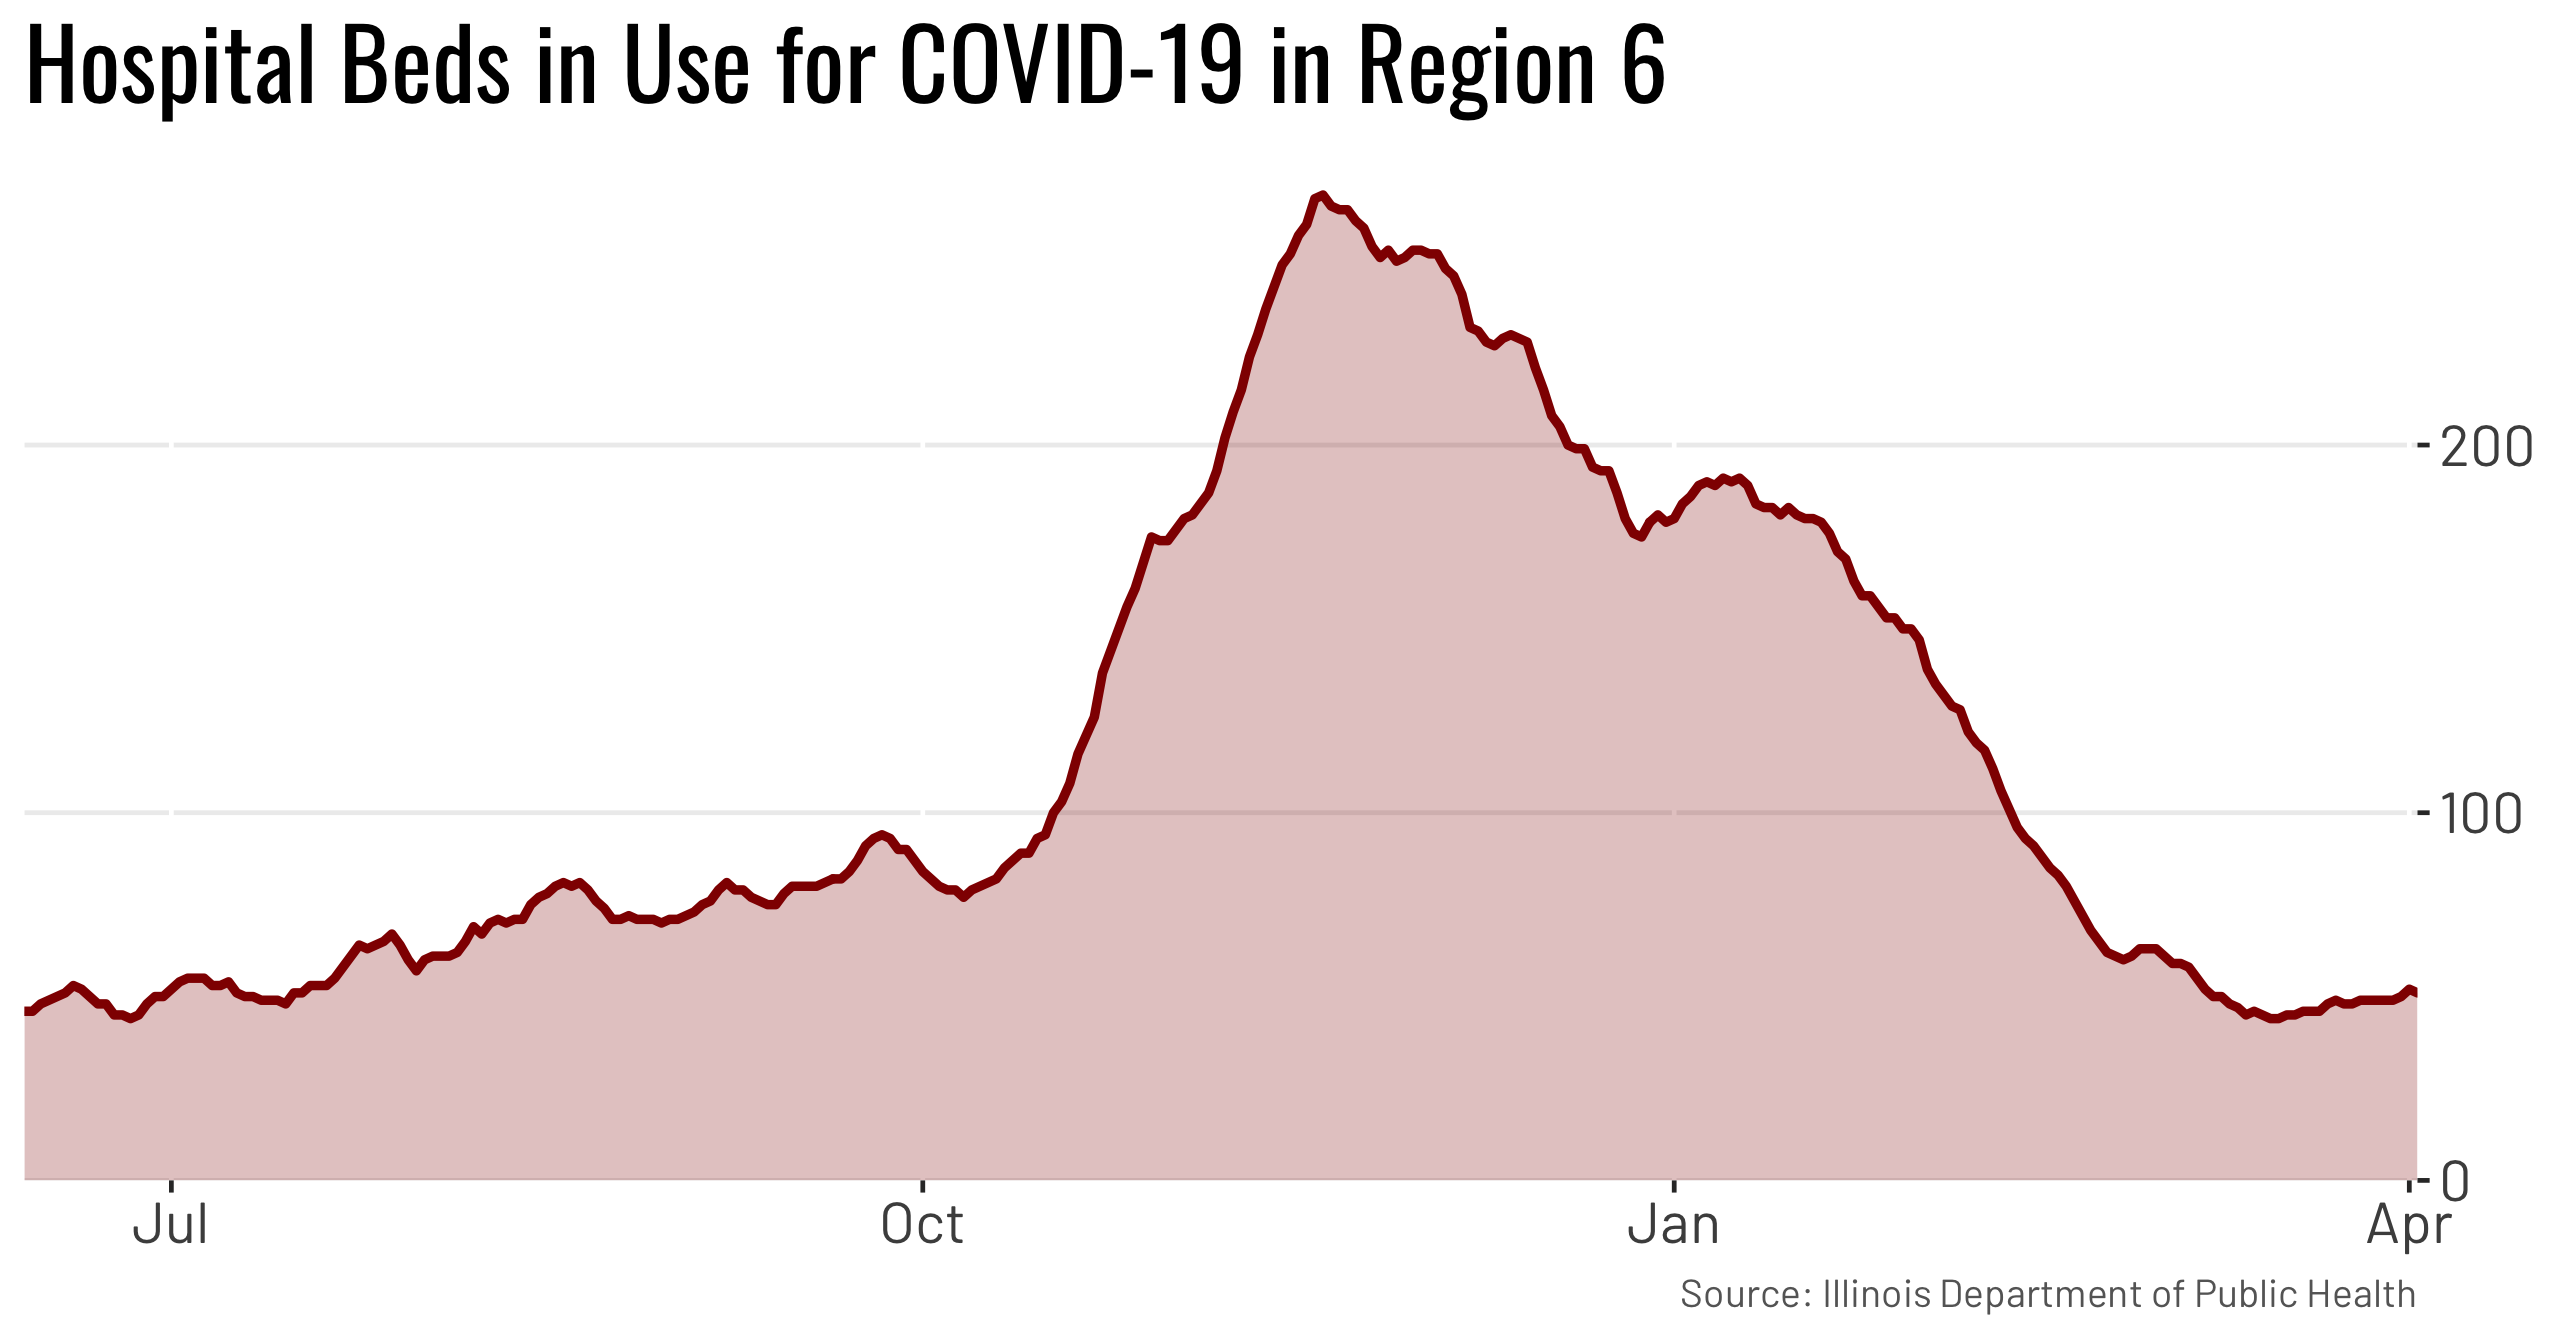 Hospital Beds in Use for COVID-19 in Region 6
200
100
0
Jul Oct Jan Apr
Source: Illinois Department of Public Health